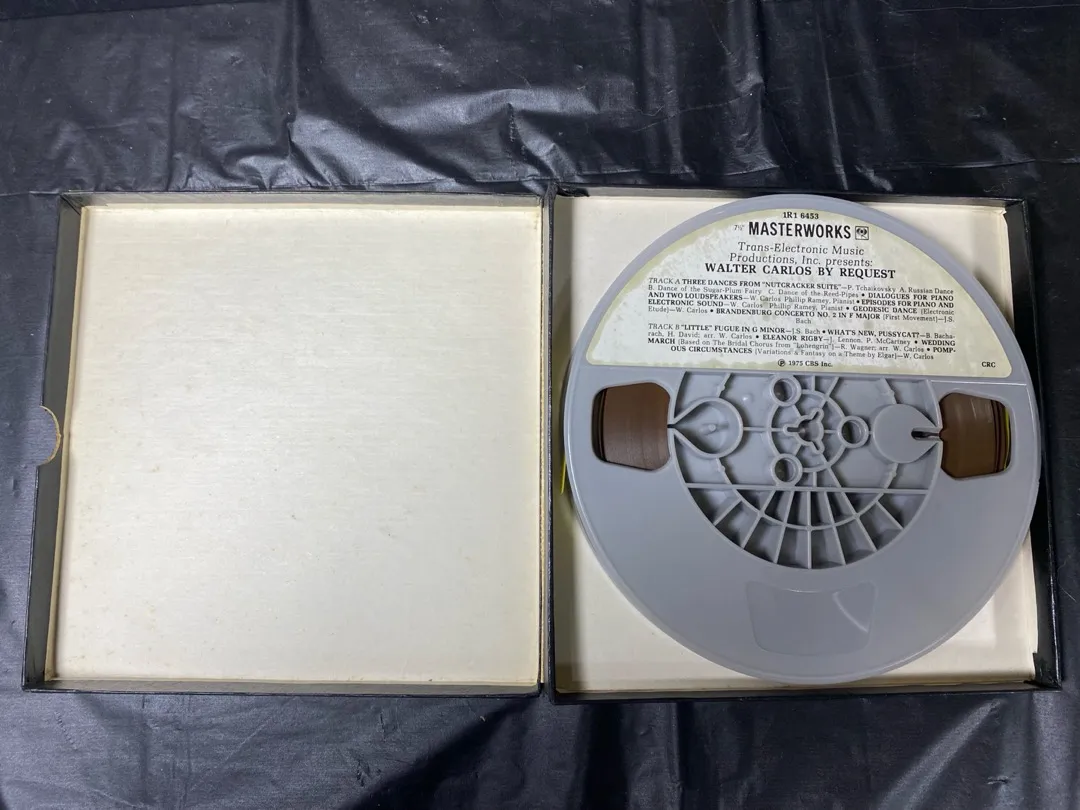 1R1 6453
7½" MASTERWORKS
Trans-Electronic Music
Productions, Inc. presents:
WALTER CARLOS BY REQUEST
TRACK A THREE DANCES FROM "NUTCRACKER SUITE"—P. Tchaikovsky A. Russian Dance
B. Dance of the Sugar-Plum Fairy C. Dance of the Reed-Pipes • DIALOGUES FOR PIANO
AND TWO LOUDSPEAKERS—W. Carlos Phillip Ramey, Pianist • EPISODES FOR PIANO AND
ELECTRONIC SOUND—W. Carlos Phillip Ramey, Pianist • GEODESIC DANCE (Electronic
Etude)—W. Carlos • BRANDENBURG CONCERTO NO. 2 IN F MAJOR (First Movement)—J.S.
Bach
TRACK B "LITTLE" FUGUE IN G MINOR—J.S. Bach • WHAT'S NEW, PUSSYCAT?—B. Bacha-
rach, H. David; arr. W. Carlos • ELEANOR RIGBY—J. Lennon, P. McCartney • WEDDING
MARCH (Based on The Bridal Chorus from "Lohengrin")—R. Wagner; arr. W. Carlos • POMP-
OUS CIRCUMSTANCES (Variations & Fantasy on a Theme by Elgar)—W. Carlos
℗ 1975 CBS Inc.
CRC